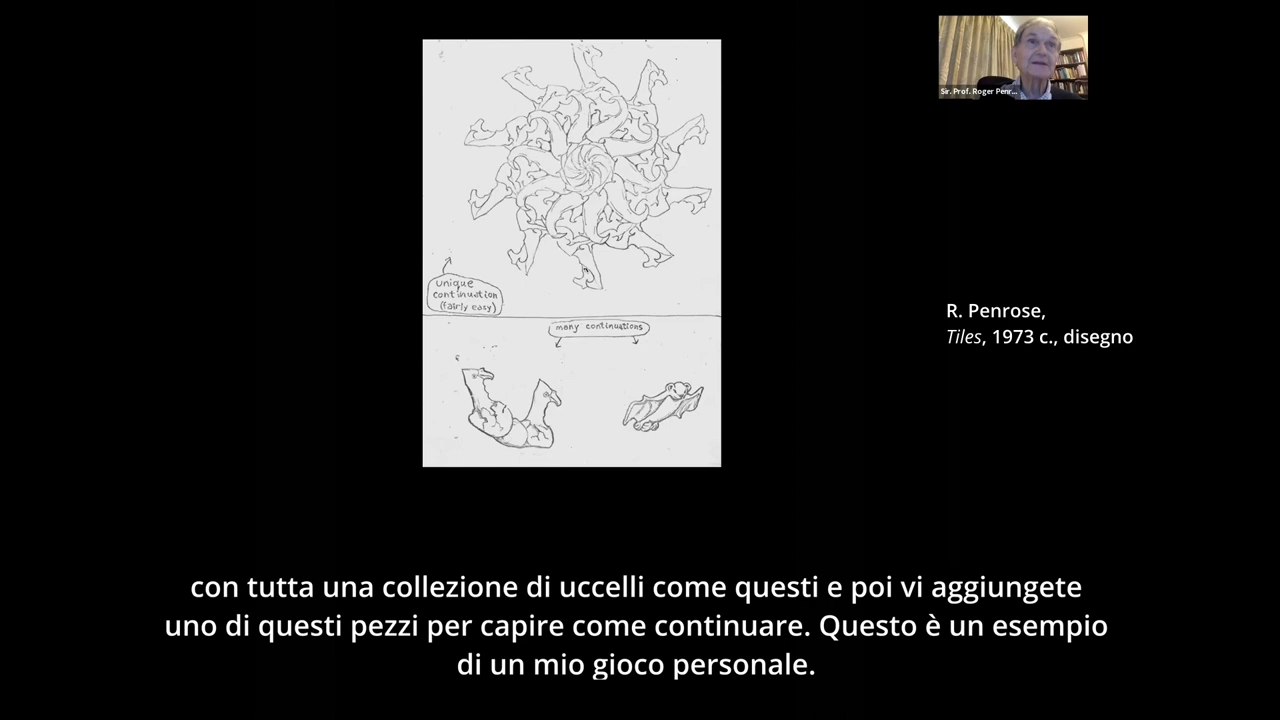 Sir. Prof. Roger Penr...
unique
continuation
(fairly easy)
many continuations
R. Penrose,
Tiles, 1973 c., disegno
con tutta una collezione di uccelli come questi e poi vi aggiungete
uno di questi pezzi per capire come continuare. Questo è un esempio
di un mio gioco personale.